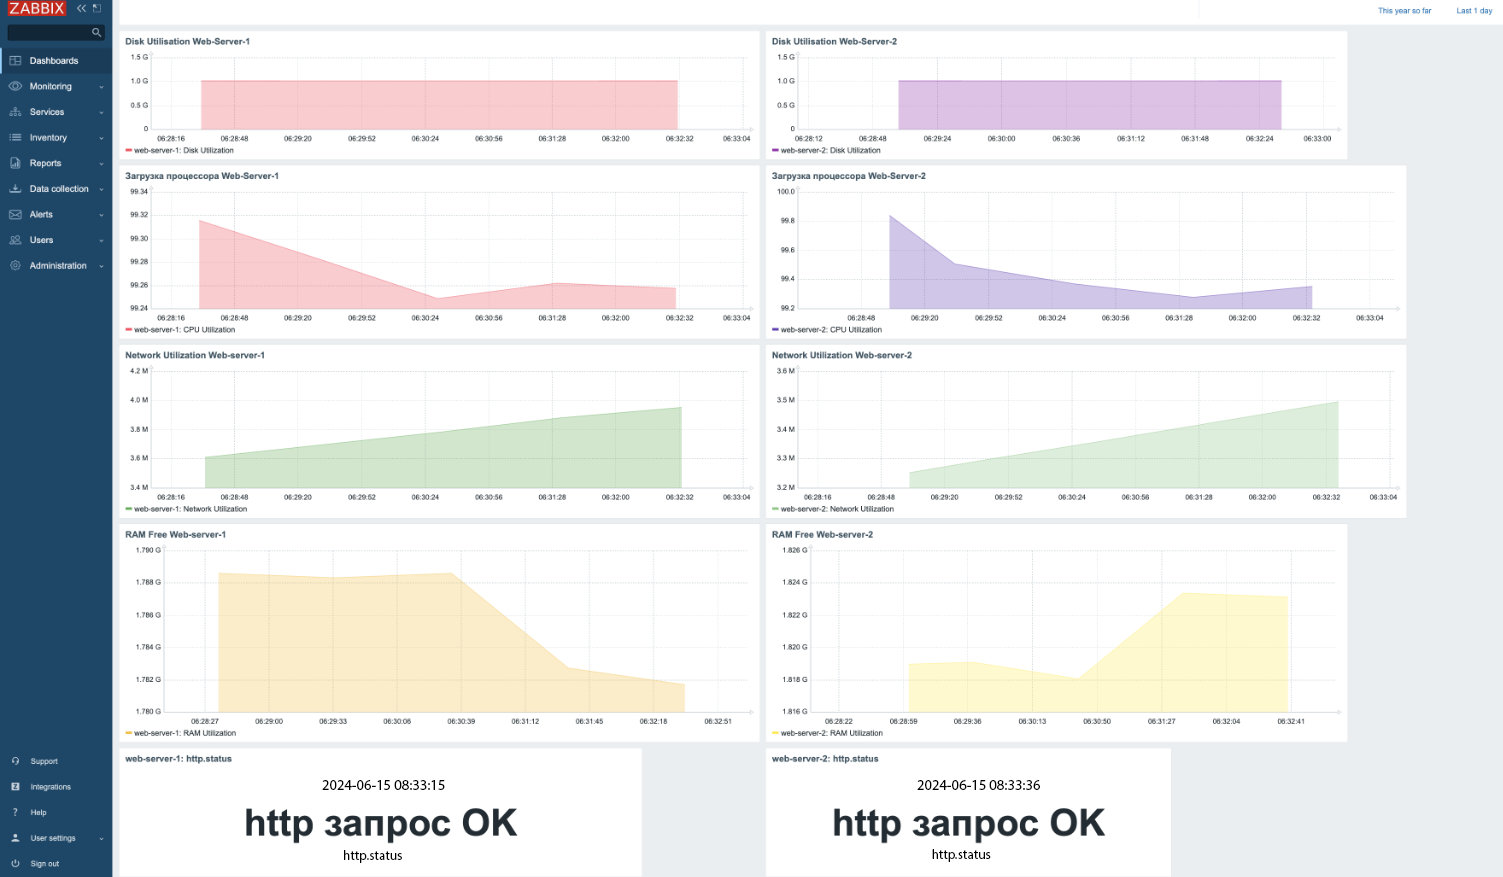 ZABBIX
This year so far
Last 1 day
Dashboards
Monitoring
Services
Inventory
Reports
Data collection
Alerts
Users
Administration
Support
Integrations
Help
User settings
Sign out
Disk Utilisation Web-Server-1
1.5 G
1.0 G
0.5 G
0
06:28:16 06:28:48 06:29:20 06:29:52 06:30:24 06:30:56 06:31:28 06:32:00 06:32:32 06:33:04
web-server-1: Disk Utilization
Disk Utilisation Web-Server-2
1.5 G
1.0 G
0.5 G
0
06:28:12 06:28:48 06:29:24 06:30:00 06:30:36 06:31:12 06:31:48 06:32:24 06:33:00
web-server-2: Disk Utilization
Загрузка процессора Web-Server-1
99.34
99.32
99.30
99.28
99.26
99.24
06:28:16 06:28:48 06:29:20 06:29:52 06:30:24 06:30:56 06:31:28 06:32:00 06:32:32 06:33:04
web-server-1: CPU Utilization
Загрузка процессора Web-Server-2
100.0
99.8
99.6
99.4
99.2
06:28:48 06:29:20 06:29:52 06:30:24 06:30:56 06:31:28 06:32:00 06:32:32 06:33:04
web-server-2: CPU Utilization
Network Utilization Web-server-1
4.2 M
4.0 M
3.8 M
3.6 M
3.4 M
06:28:16 06:28:48 06:29:20 06:29:52 06:30:24 06:30:56 06:31:28 06:32:00 06:32:32 06:33:04
web-server-1: Network Utilization
Network Utilization Web-server-2
3.6 M
3.5 M
3.4 M
3.3 M
3.2 M
06:28:16 06:28:48 06:29:20 06:29:52 06:30:24 06:30:56 06:31:28 06:32:00 06:32:32 06:33:04
web-server-2: Network Utilization
RAM Free Web-server-1
1.790 G
1.788 G
1.786 G
1.784 G
1.782 G
1.780 G
06:28:27 06:29:00 06:29:33 06:30:06 06:30:39 06:31:12 06:31:45 06:32:18 06:32:51
web-server-1: RAM Utilization
RAM Free Web-server-2
1.826 G
1.824 G
1.822 G
1.820 G
1.818 G
1.816 G
06:28:22 06:28:59 06:29:36 06:30:13 06:30:50 06:31:27 06:32:04 06:32:41
web-server-2: RAM Utilization
web-server-1: http.status
2024-06-15 08:33:15
http запрос OK
http.status
web-server-2: http.status
2024-06-15 08:33:36
http запрос OK
http.status